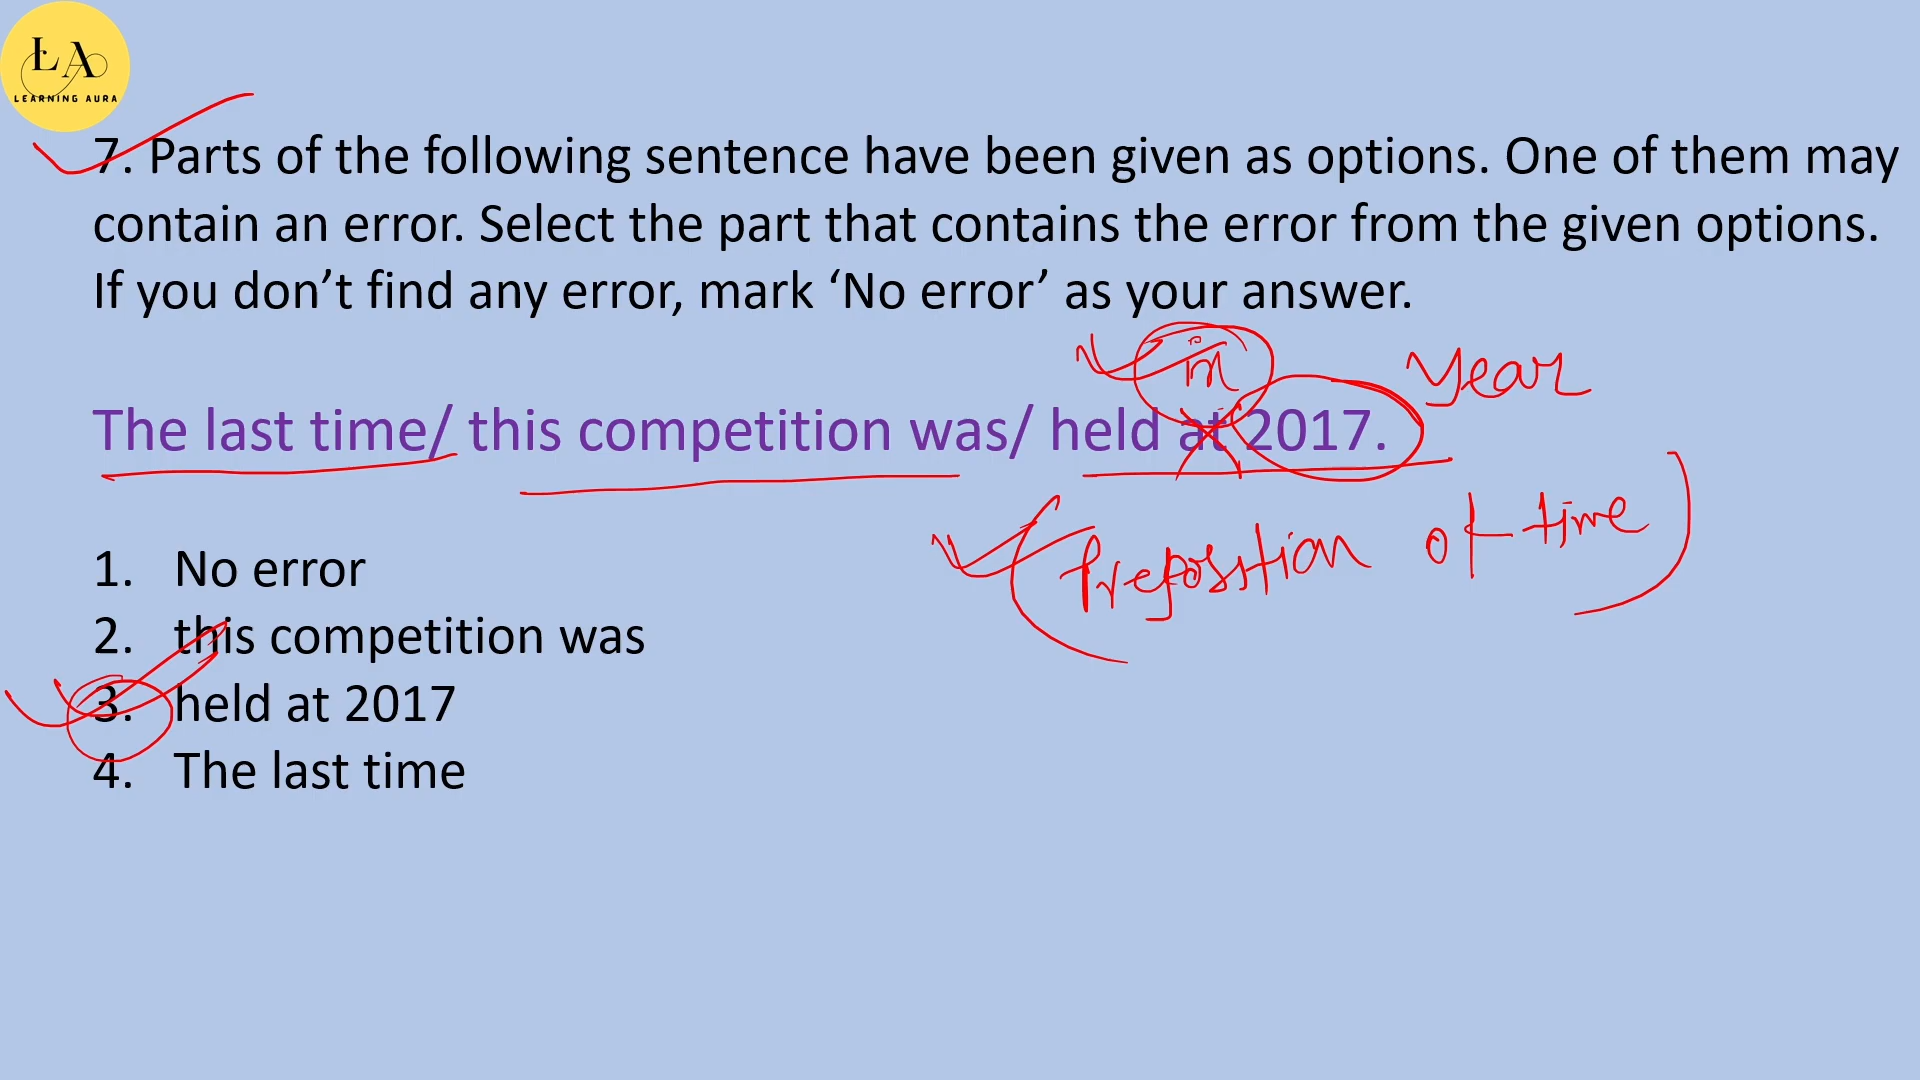 LA
LEARNING AURA
7. Parts of the following sentence have been given as options. One of them may
contain an error. Select the part that contains the error from the given options.
If you don’t find any error, mark ‘No error’ as your answer.
in
year
The last time/ this competition was/ held at 2017.
(Preposition of time)
1. No error
2. this competition was
3. held at 2017
4. The last time